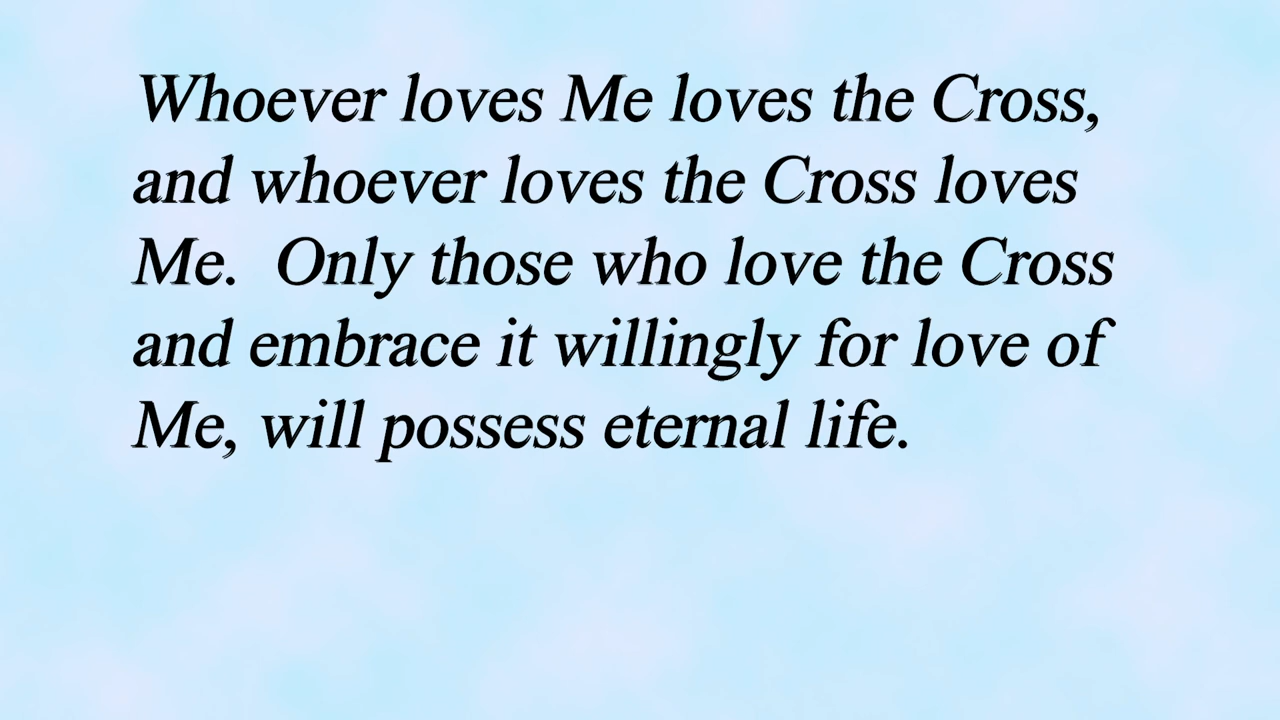 Whoever loves Me loves the Cross,
and whoever loves the Cross loves
Me.  Only those who love the Cross
and embrace it willingly for love of
Me, will possess eternal life.